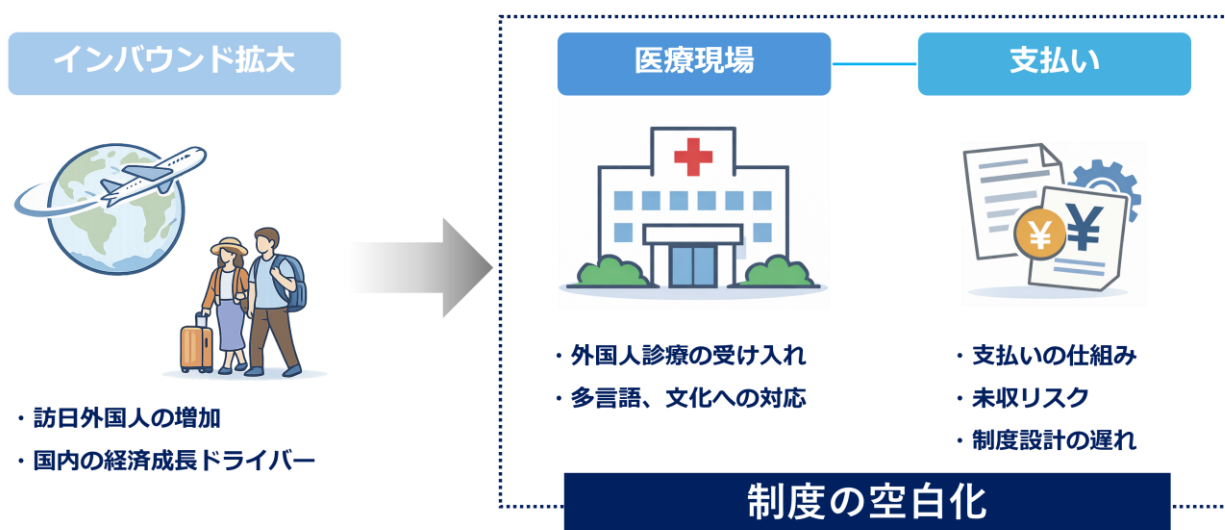 インバウンド拡大
・訪日外国人の増加
・国内の経済成長ドライバー
医療現場
・外国人診療の受け入れ
・多言語、文化への対応
支払い
¥
¥
・支払いの仕組み
・未収リスク
・制度設計の遅れ
制度の空白化